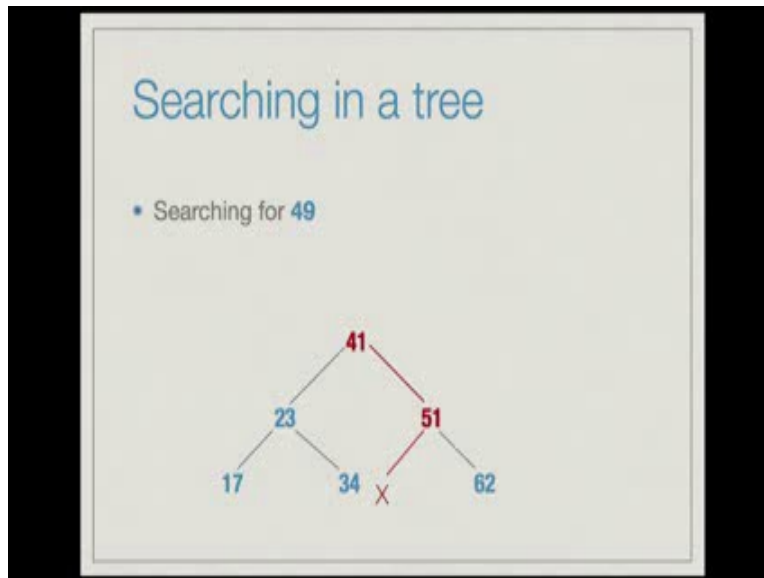 Searching in a tree
• Searching for 49
41
23 51
17 34 X 62